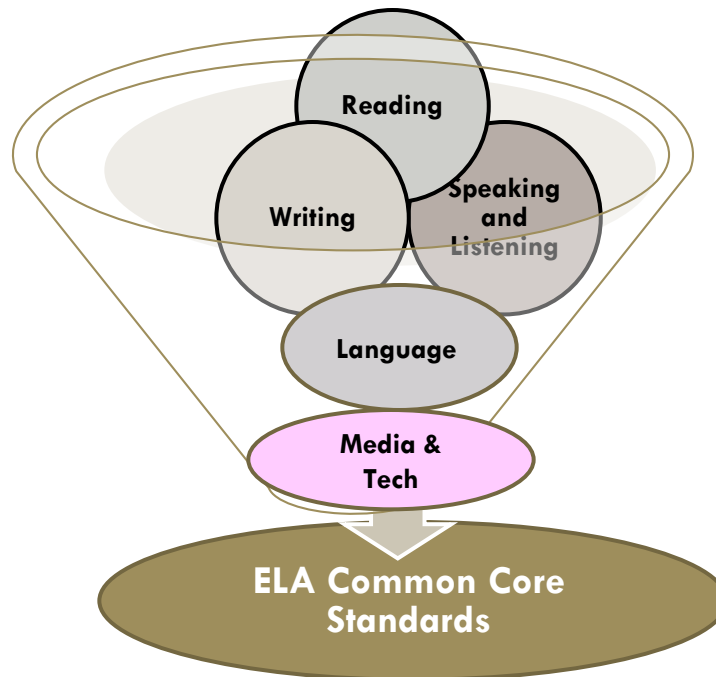 Reading
Writing
Speaking
and
Listening
Language
Media &
Tech
ELA Common Core
Standards